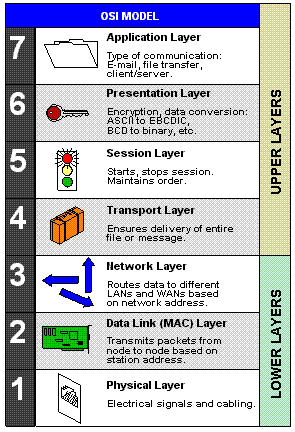 OSI MODEL
7
Application Layer
Type of communication:
E-mail, file transfer,
client/server.
6
Presentation Layer
Encryption, data conversion:
ASCII to EBCDIC,
BCD to binary, etc.
5
Session Layer
Starts, stops session.
Maintains order.
4
Transport Layer
Ensures delivery of entire
file or message.
UPPER LAYERS
3
Network Layer
Routes data to different
LANs and WANs based
on network address.
2
Data Link (MAC) Layer
Transmits packets from
node to node based on
station address.
1
Physical Layer
Electrical signals and cabling.
LOWER LAYERS